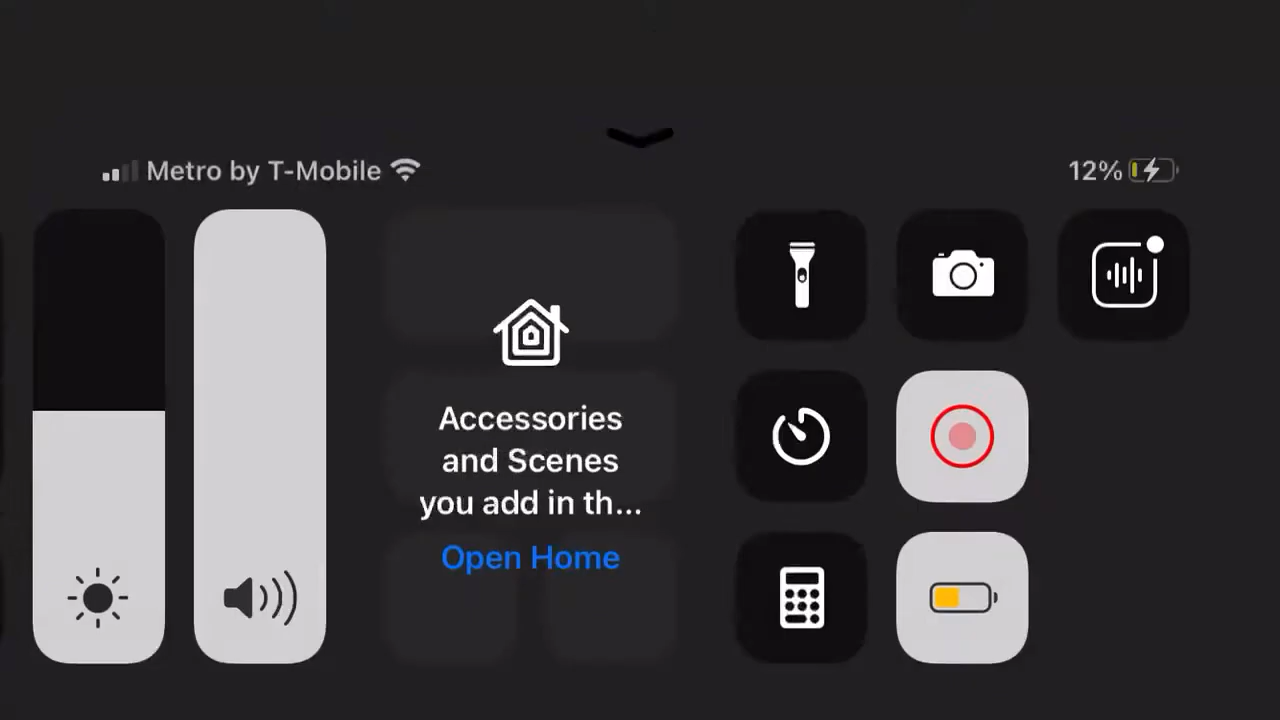 Metro by T-Mobile
12%
Accessories
and Scenes
you add in th...
Open Home